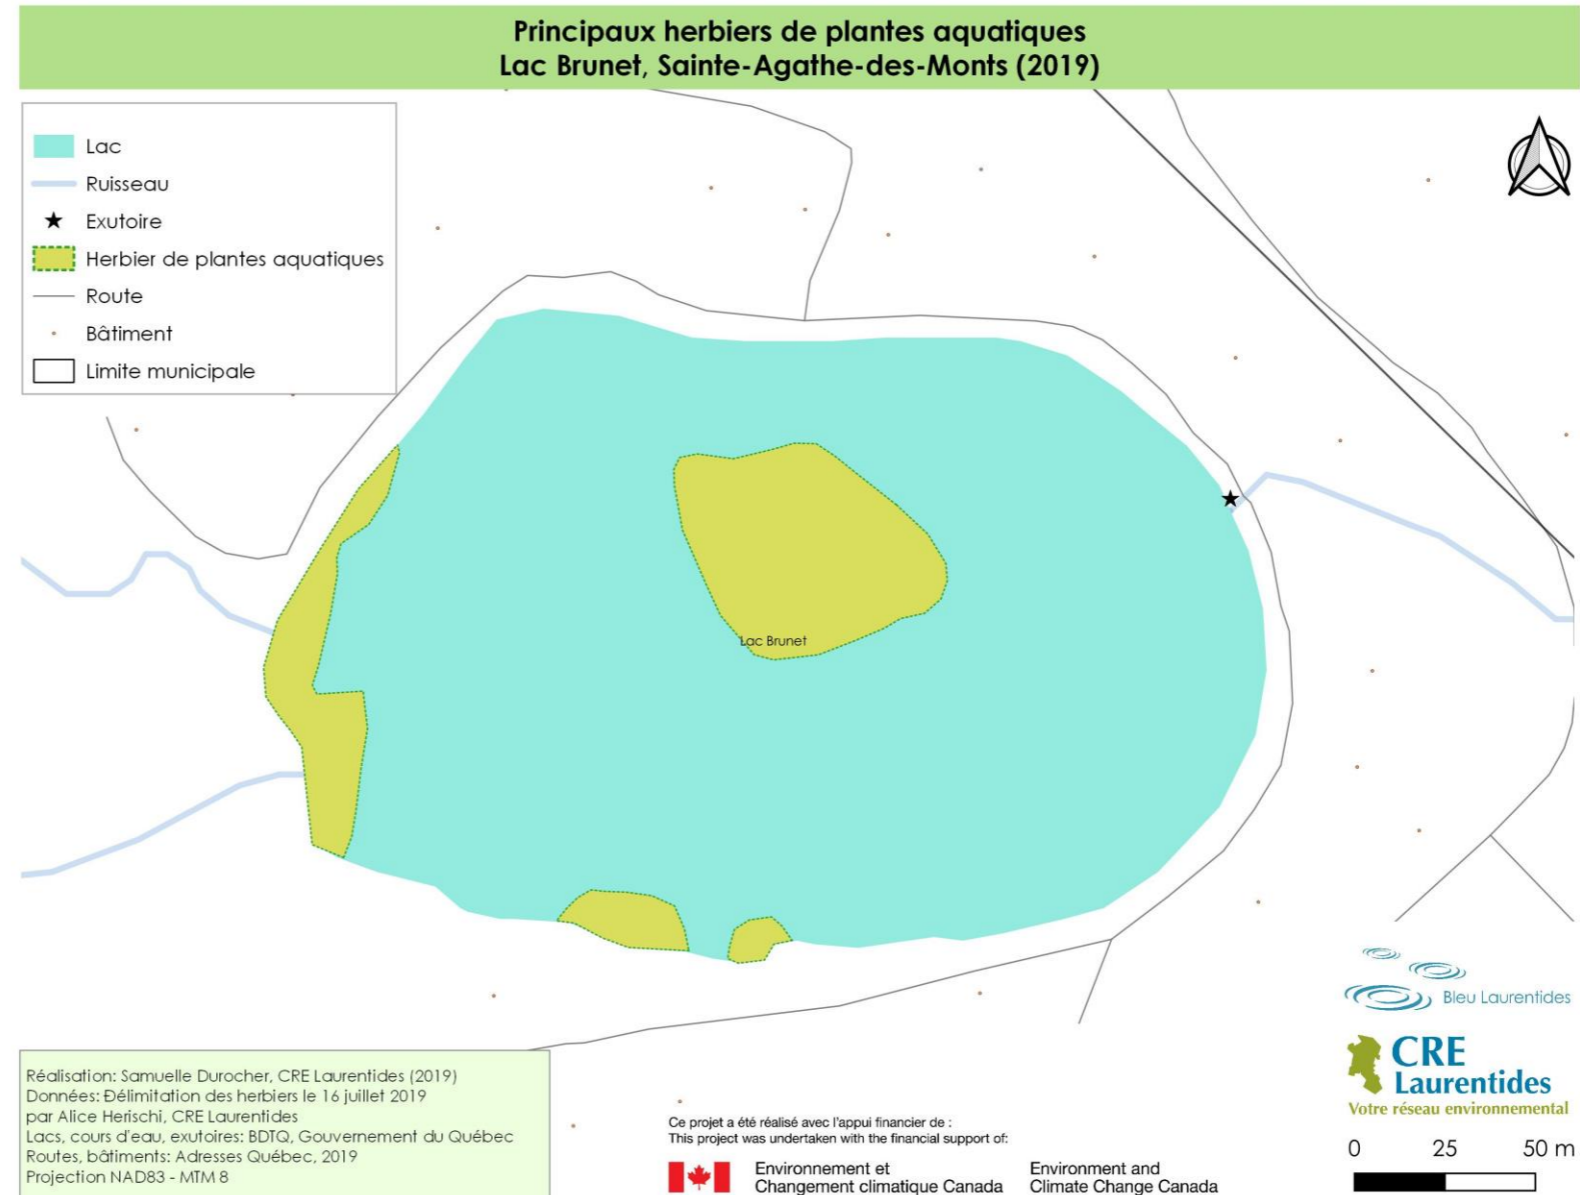 Principaux herbiers de plantes aquatiques
Lac Brunet, Sainte-Agathe-des-Monts (2019)
Lac
Ruisseau
Exutoire
Herbier de plantes aquatiques
Route
Bâtiment
Limite municipale
Lac Brunet
Réalisation: Samuelle Durocher, CRE Laurentides (2019)
Données: Délimitation des herbiers le 16 juillet 2019
par Alice Herischi, CRE Laurentides
Lacs, cours d'eau, exutoires: BDTQ, Gouvernement du Québec
Routes, bâtiments: Adresses Québec, 2019
Projection NAD83 - MTM 8
Ce projet a été réalisé avec l'appui financier de :
This project was undertaken with the financial support of:
Environnement et
Changement climatique Canada
Environment and
Climate Change Canada
Bleu Laurentides
CRE
Laurentides
Votre réseau environnemental
0 25 50 m